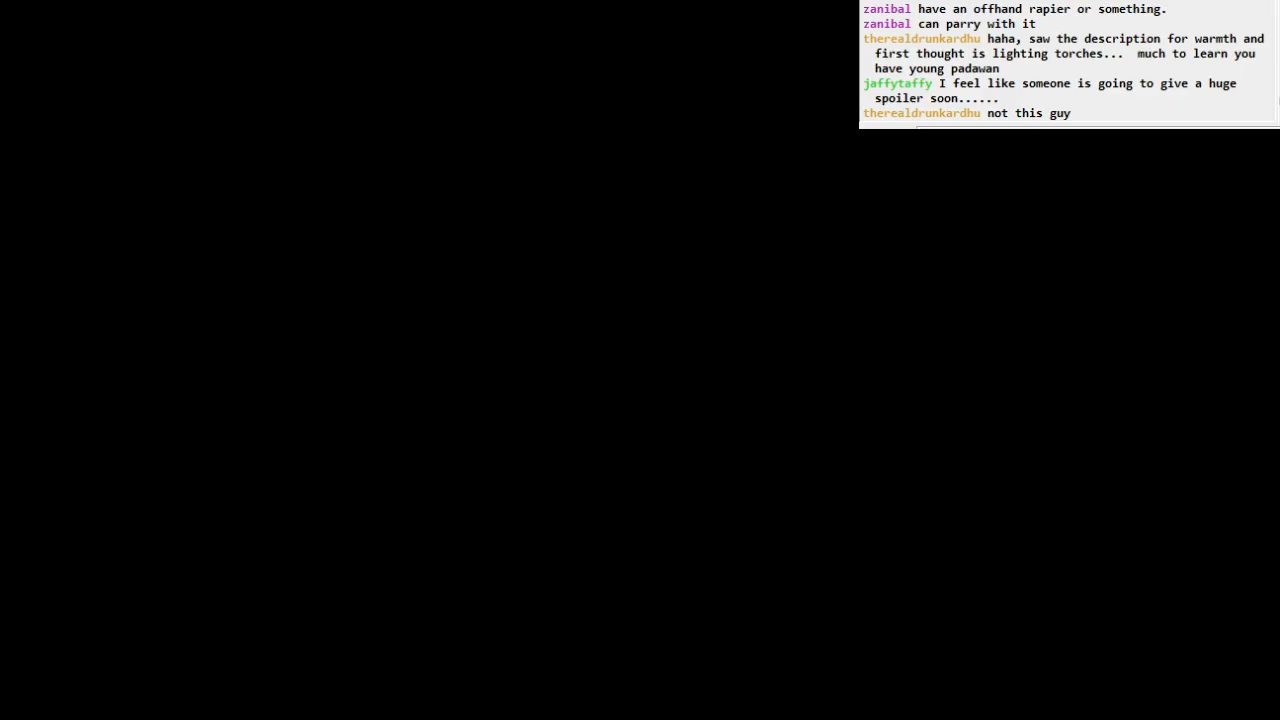 zanibal have an offhand rapier or something.
zanibal can parry with it
therealdrunkardhu haha, saw the description for warmth and
first thought is lighting torches... much to learn you
have young padawan
jaffytaffy I feel like someone is going to give a huge
spoiler soon......
therealdrunkardhu not this guy